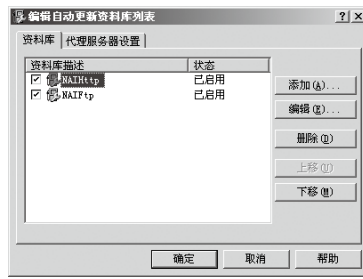 编辑自动更新资料库列表
资料库 代理服务器设置
资料库描述 状态
NAIHttp 已启用
NAIFtp 已启用
添加(A)...
编辑(E)...
删除(D)
上移(U)
下移(M)
确定 取消 帮助